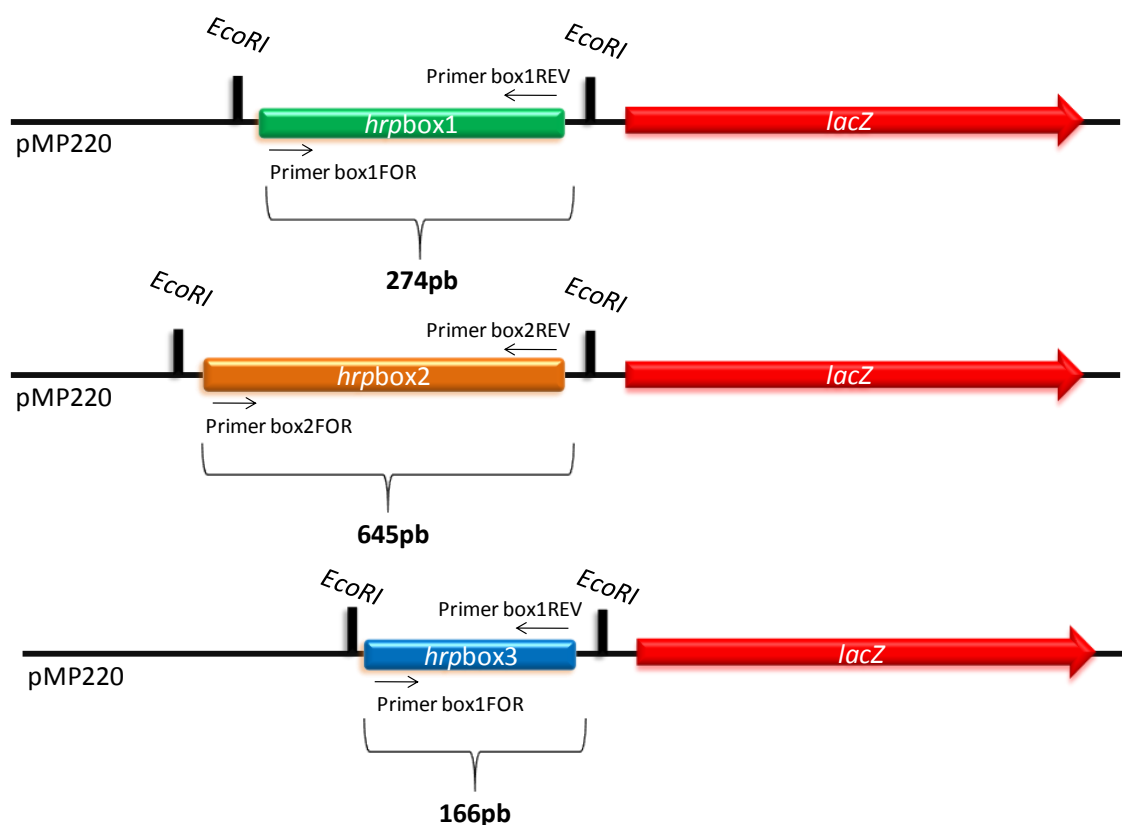 EcoRI
EcoRI
Primer box1REV
hrpbox1
lacZ
pMP220
Primer box1FOR
274pb
EcoRI
EcoRI
Primer box2REV
hrpbox2
lacZ
pMP220
Primer box2FOR
645pb
EcoRI
EcoRI
Primer box1REV
hrpbox3
lacZ
pMP220
Primer box1FOR
166pb